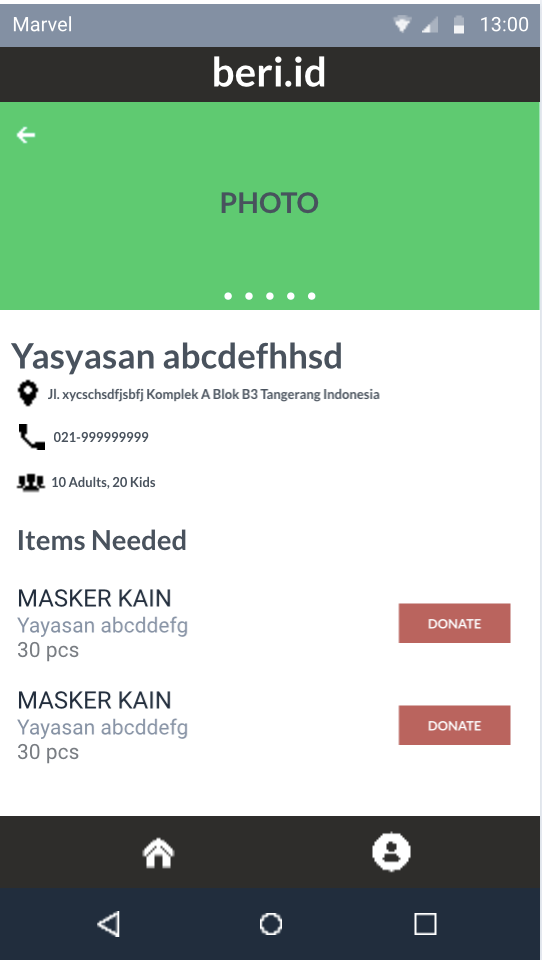 Marvel 13:00
beri.id
PHOTO
Yasyasan abcdefhhsd
Jl. xycschsdfjsbfj Komplek A Blok B3 Tangerang Indonesia
021-999999999
10 Adults, 20 Kids
Items Needed
MASKER KAIN
Yayasan abcddefg
30 pcs
DONATE
MASKER KAIN
Yayasan abcddefg
30 pcs
DONATE